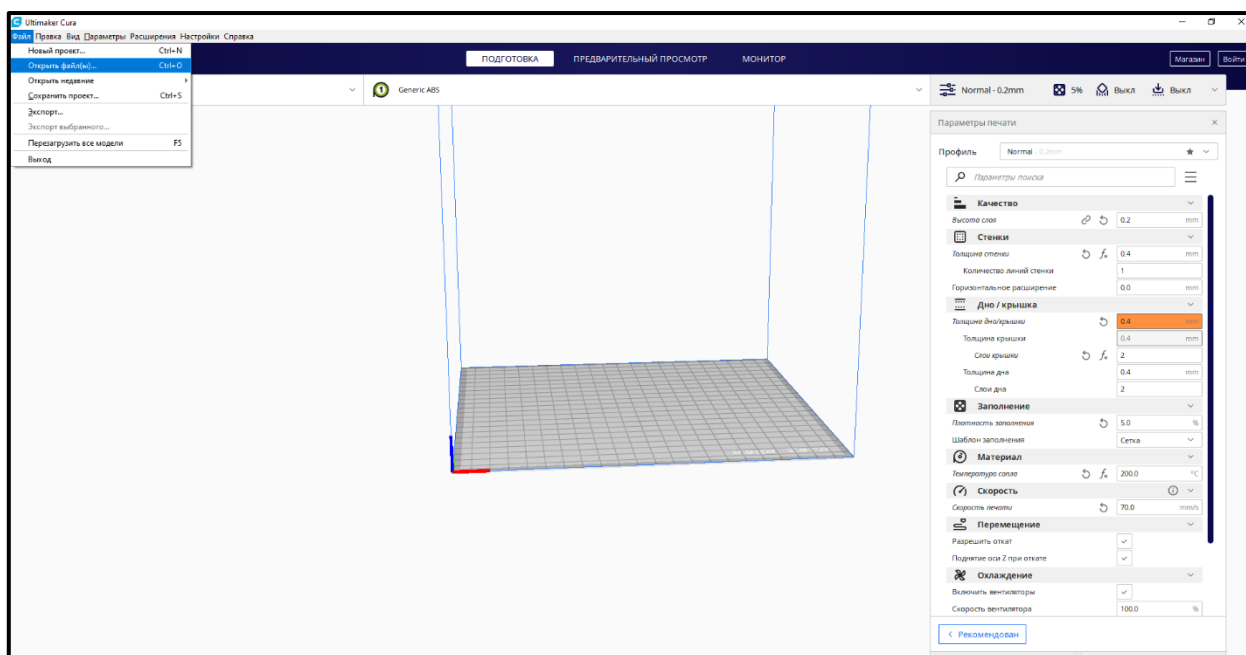 Ultimaker Cura
Файл Правка Вид Параметры Расширения Настройки Справка
Новый проект... Ctrl+N
Открыть файл(ы)... Ctrl+O
Открыть недавние
Сохранить проект... Ctrl+S
Экспорт...
Экспорт выбранного...
Перезагрузить все модели F5
Выход
ПОДГОТОВКА ПРЕДВАРИТЕЛЬНЫЙ ПРОСМОТР МОНИТОР Магазин Войти
1 Generic ABS Normal - 0.2mm 5% Выкл Выкл
Параметры печати
Профиль Normal - 0.2mm
Параметры поиска
Качество
Высота слоя 0.2 mm
Стенки
Толщина стенки 0.4 mm
Количество линий стенки 1
Горизонтальное расширение 0.0 mm
Дно / крышка
Толщина дна/крышки 0.4 mm
Толщина крышки 0.4 mm
Слои крышки 2
Толщина дна 0.4 mm
Слои дна 2
Заполнение
Плотность заполнения 5.0 %
Шаблон заполнения Сетка
Материал
Температура сопла 200.0 °C
Скорость
Скорость печати 70.0 mm/s
Перемещение
Разрешить откат
Поднятие оси Z при откате
Охлаждение
Включить вентиляторы
Скорость вентилятора 100.0 %
Рекомендован